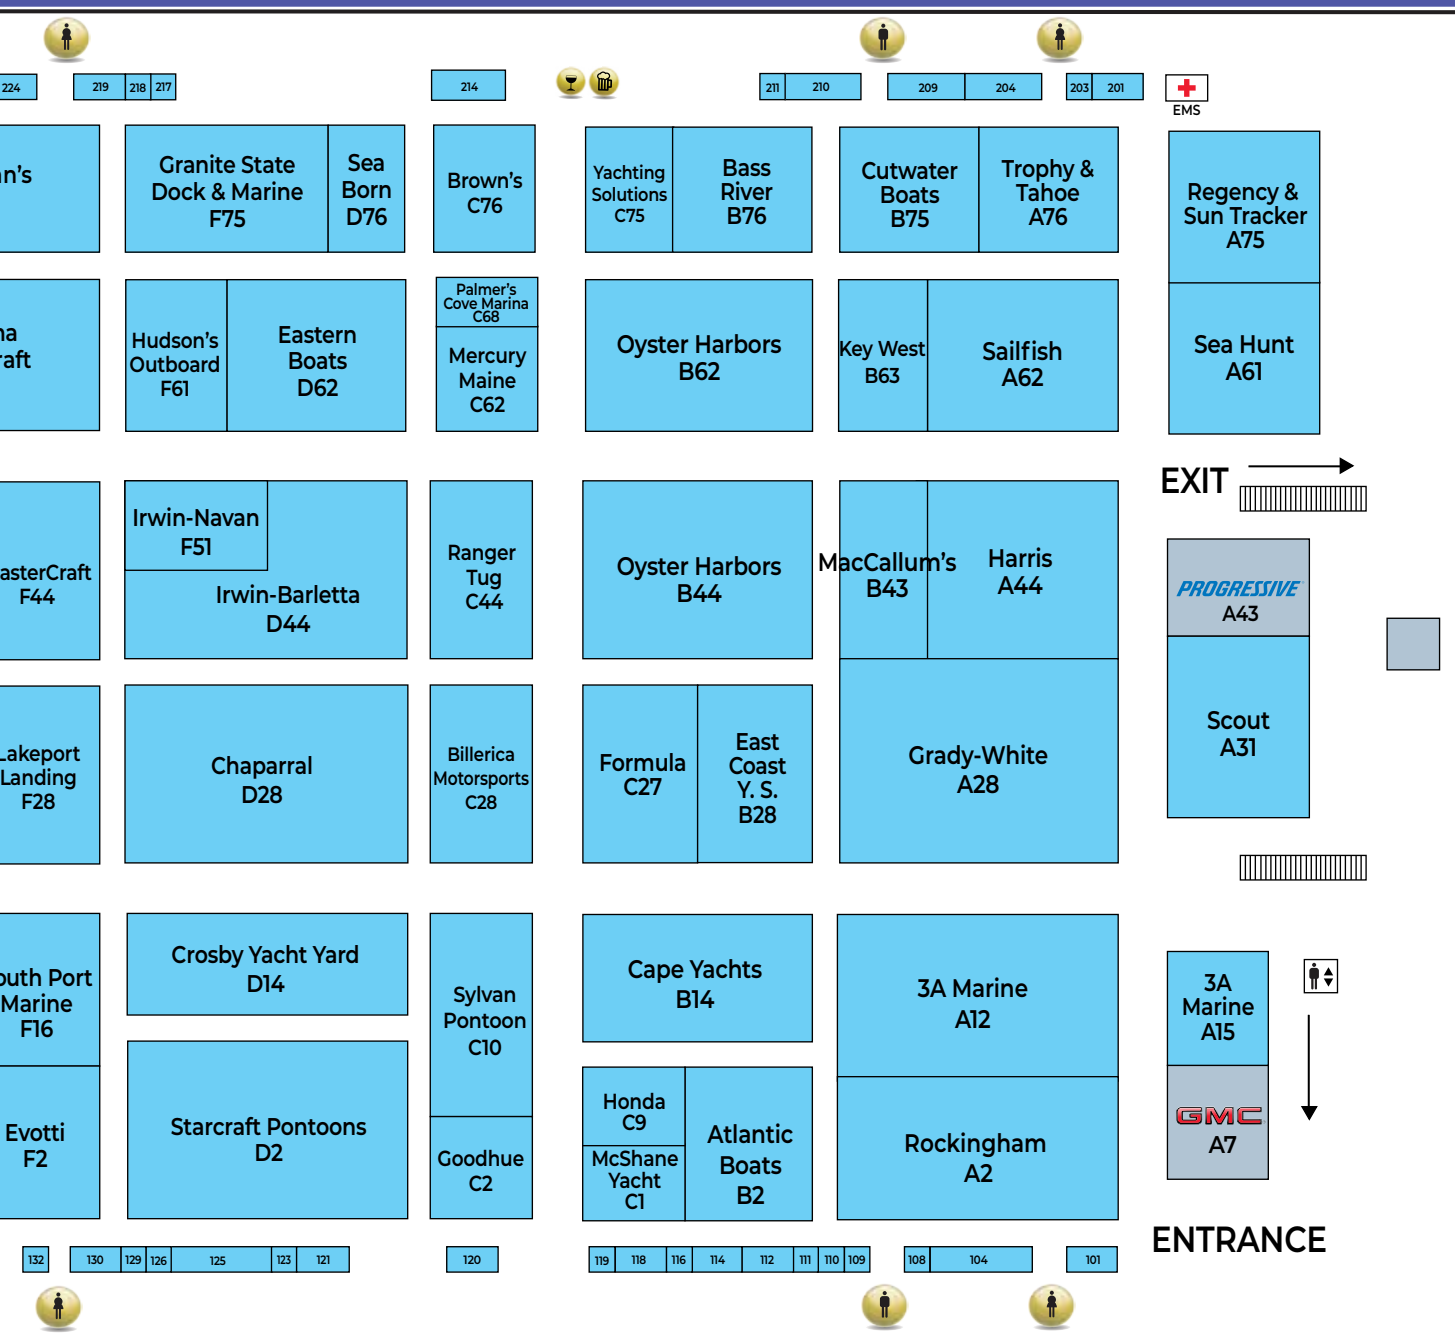 224
219
218
217
214
211
210
209
204
203
201
EMS
n's
Granite State
Dock & Marine
F75
Sea
Born
D76
Brown's
C76
Yachting
Solutions
C75
Bass
River
B76
Cutwater
Boats
B75
Trophy &
Tahoe
A76
Regency &
Sun Tracker
A75
na
raft
Hudson's
Outboard
F61
Eastern
Boats
D62
Palmer's
Cove Marina
C68
Mercury
Maine
C62
Oyster Harbors
B62
Key West
B63
Sailfish
A62
Sea Hunt
A61
EXIT
asterCraft
F44
Irwin-Navan
F51
Irwin-Barletta
D44
Ranger
Tug
C44
Oyster Harbors
B44
MacCallum's
B43
Harris
A44
PROGRESSIVE
A43
Lakeport
Landing
F28
Chaparral
D28
Billerica
Motorsports
C28
Formula
C27
East
Coast
Y. S.
B28
Grady-White
A28
Scout
A31
outh Port
Marine
F16
Crosby Yacht Yard
D14
Sylvan
Pontoon
C10
Cape Yachts
B14
3A Marine
A12
3A
Marine
A15
Evotti
F2
Starcraft Pontoons
D2
Goodhue
C2
Honda
C9
McShane
Yacht
C1
Atlantic
Boats
B2
Rockingham
A2
GMC
A7
ENTRANCE
132
130
129
126
125
123
121
120
119
118
116
114
112
111
110
109
108
104
101